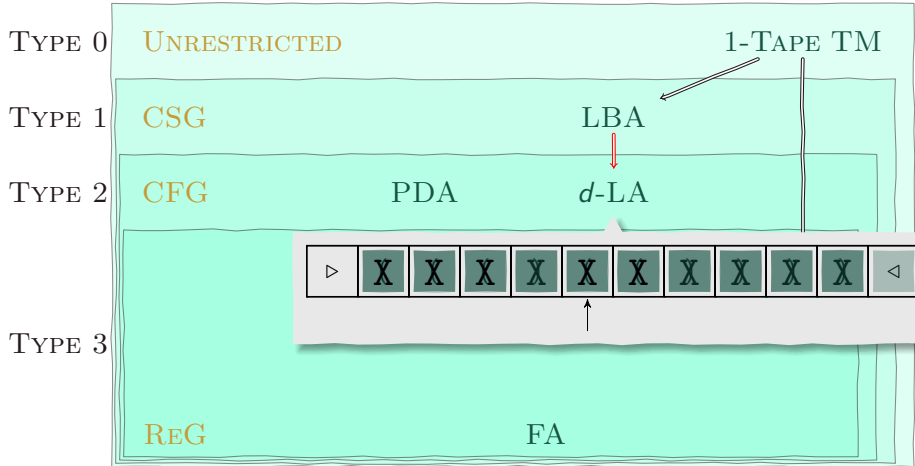 TYPE 0 UNRESTRICTED 1-TAPE TM
TYPE 1 CSG LBA
TYPE 2 CFG PDA d-LA
▷ X X X X X X X X X X ◁
TYPE 3
REG FA